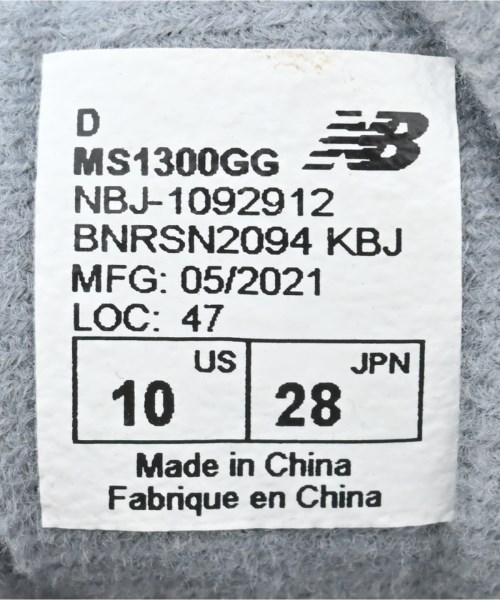 D
NB
MS1300GG
NBJ-1092912
BNRSN2094 KBJ
MFG: 05/2021
LOC: 47
US JPN
10 28
Made in China
Fabrique en China